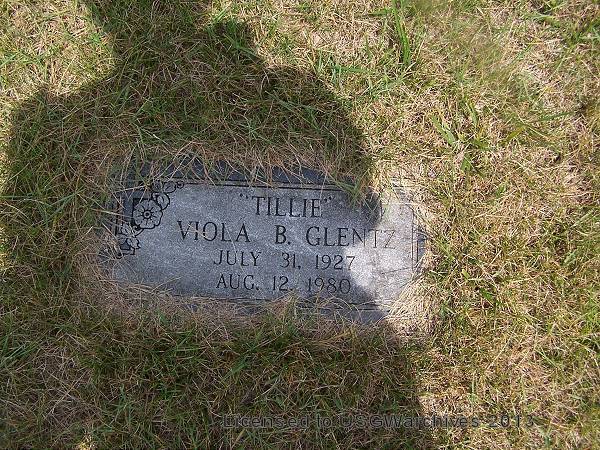 "TILLIE"
VIOLA B. GLENTZ
JULY 31, 1927
AUG. 12, 1980
Licensed to USGWarchives 2013